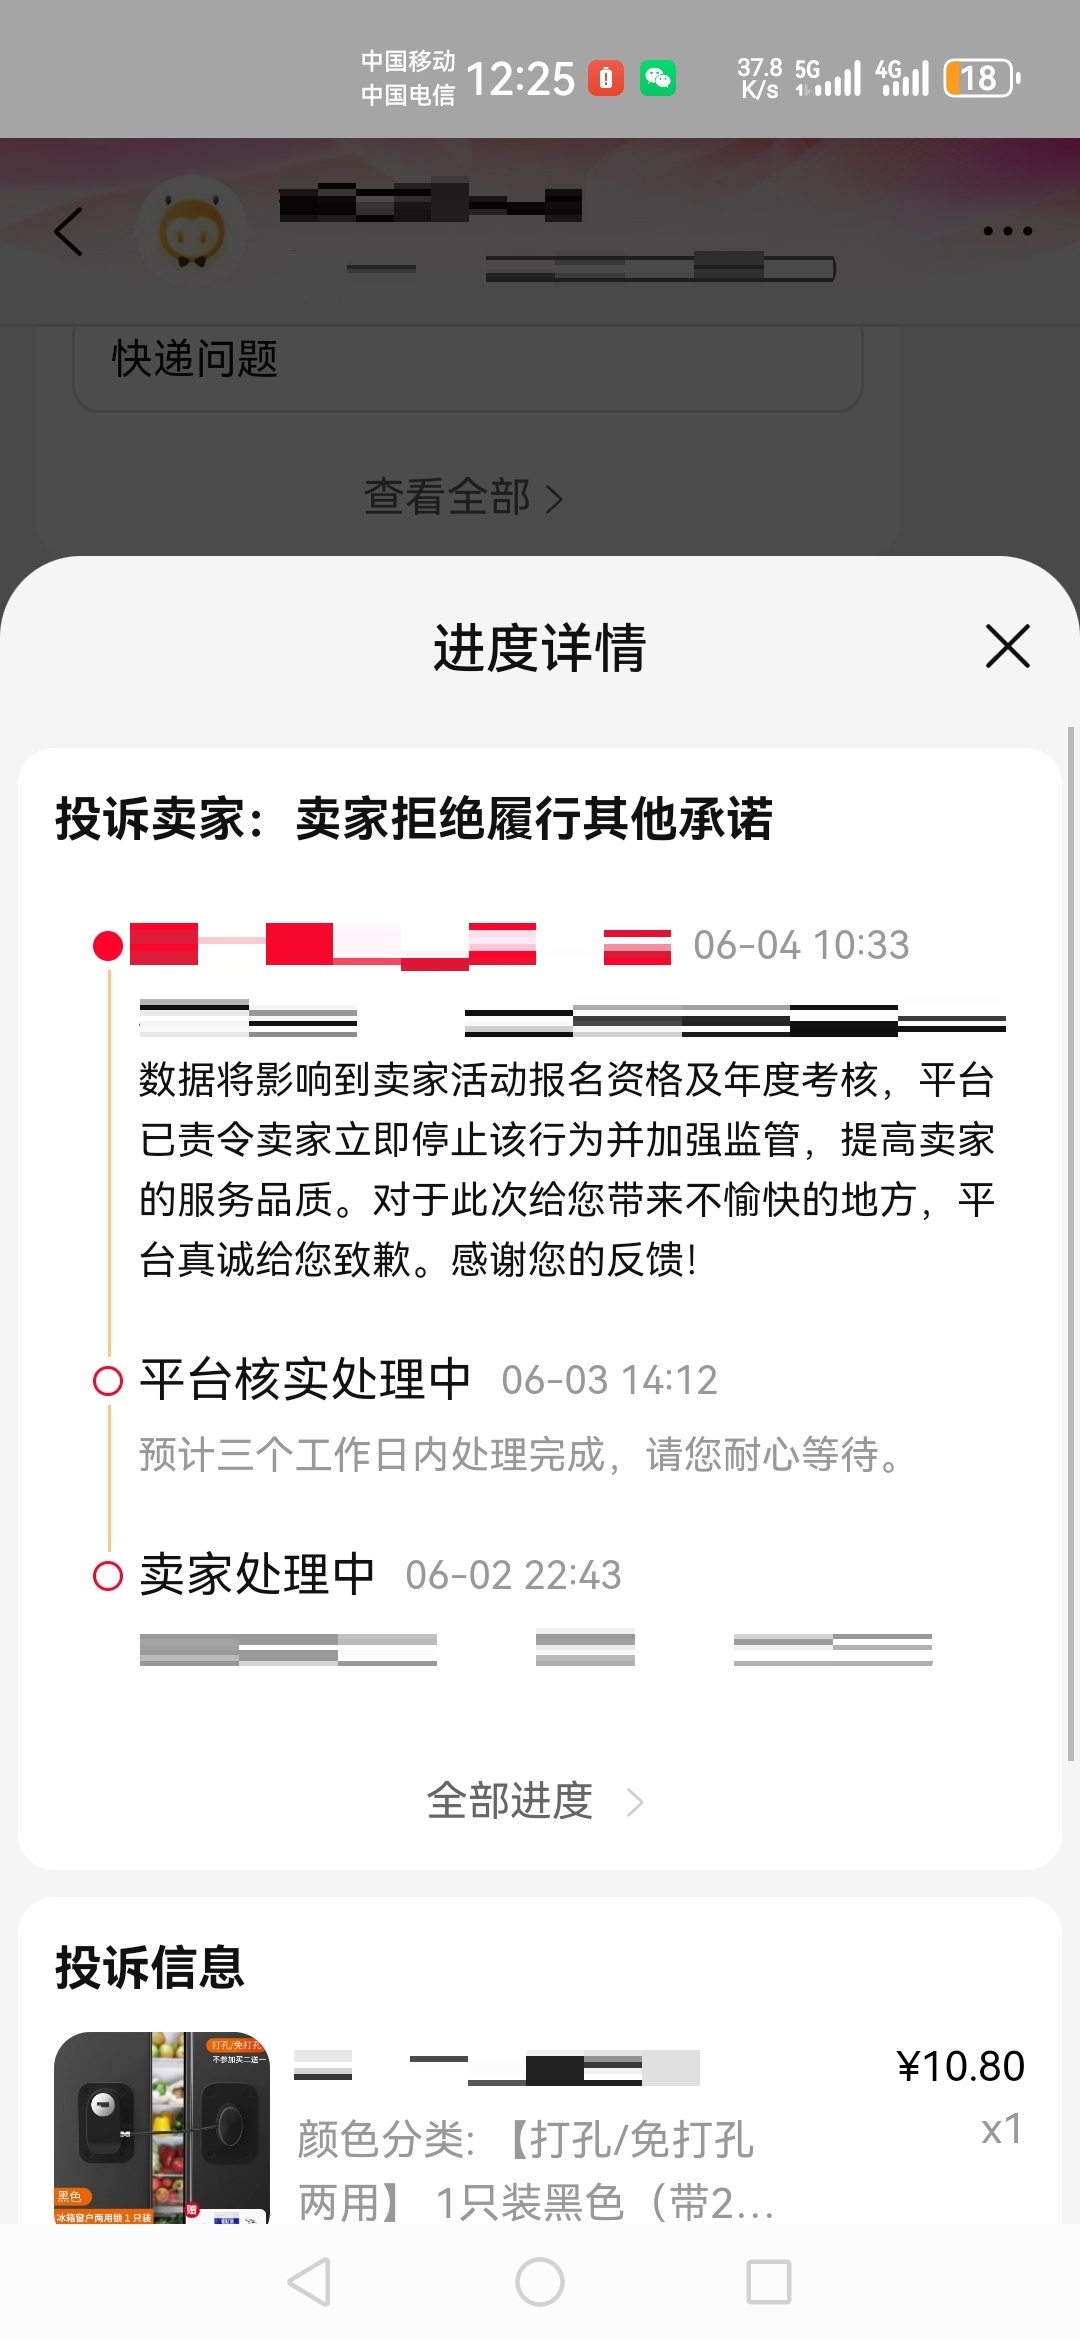 中国移动
中国电信
12:25
37.8
K/s
5G
4G
18
快递问题
查看全部
进度详情
投诉卖家：卖家拒绝履行其他承诺
06-04 10:33
数据将影响到卖家活动报名资格及年度考核，平台
已责令卖家立即停止该行为并加强监管，提高卖家
的服务品质。对于此次给您带来不愉快的地方，平
台真诚给您致歉。感谢您的反馈！
平台核实处理中 06-03 14:12
预计三个工作日内处理完成，请您耐心等待。
卖家处理中 06-02 22:43
全部进度
投诉信息
打孔/免打孔
不参加买二送一
黑色
冰箱窗户两用锁 1 只装
赠
¥10.80
颜色分类：【打孔/免打孔
x1
两用】 1只装黑色（带2...